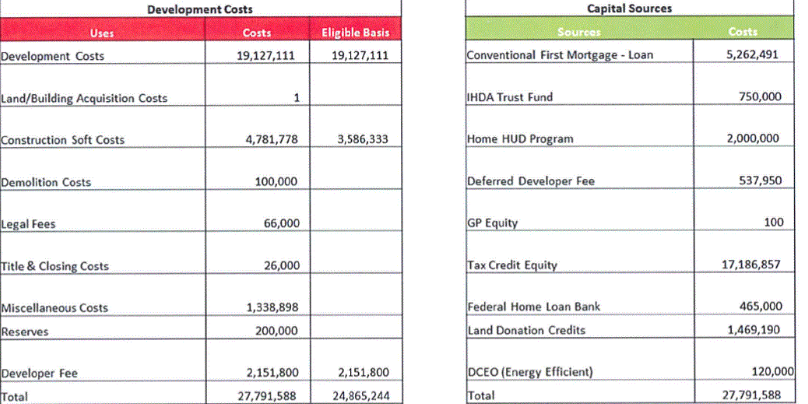 Development Costs
Uses Costs Eligible Basis
Development Costs 19,127,111 19,127,111
Land/Building Acquisition Costs 1
Construction Soft Costs 4,781,778 3,586,333
Demolition Costs 100,000
Legal Fees 66,000
Title & Closing Costs 26,000
Miscellaneous Costs 1,338,898
Reserves 200,000
Developer Fee 2,151,800 2,151,800
Total 27,791,588 24,865,244
Capital Sources
Sources Costs
Conventional First Mortgage - Loan 5,262,491
IHDA Trust Fund 750,000
Home HUD Program 2,000,000
Deferred Developer Fee 537,950
GP Equity 100
Tax Credit Equity 17,186,857
Federal Home Loan Bank 465,000
Land Donation Credits 1,469,190
DCEO (Energy Efficient) 120,000
Total 27,791,588